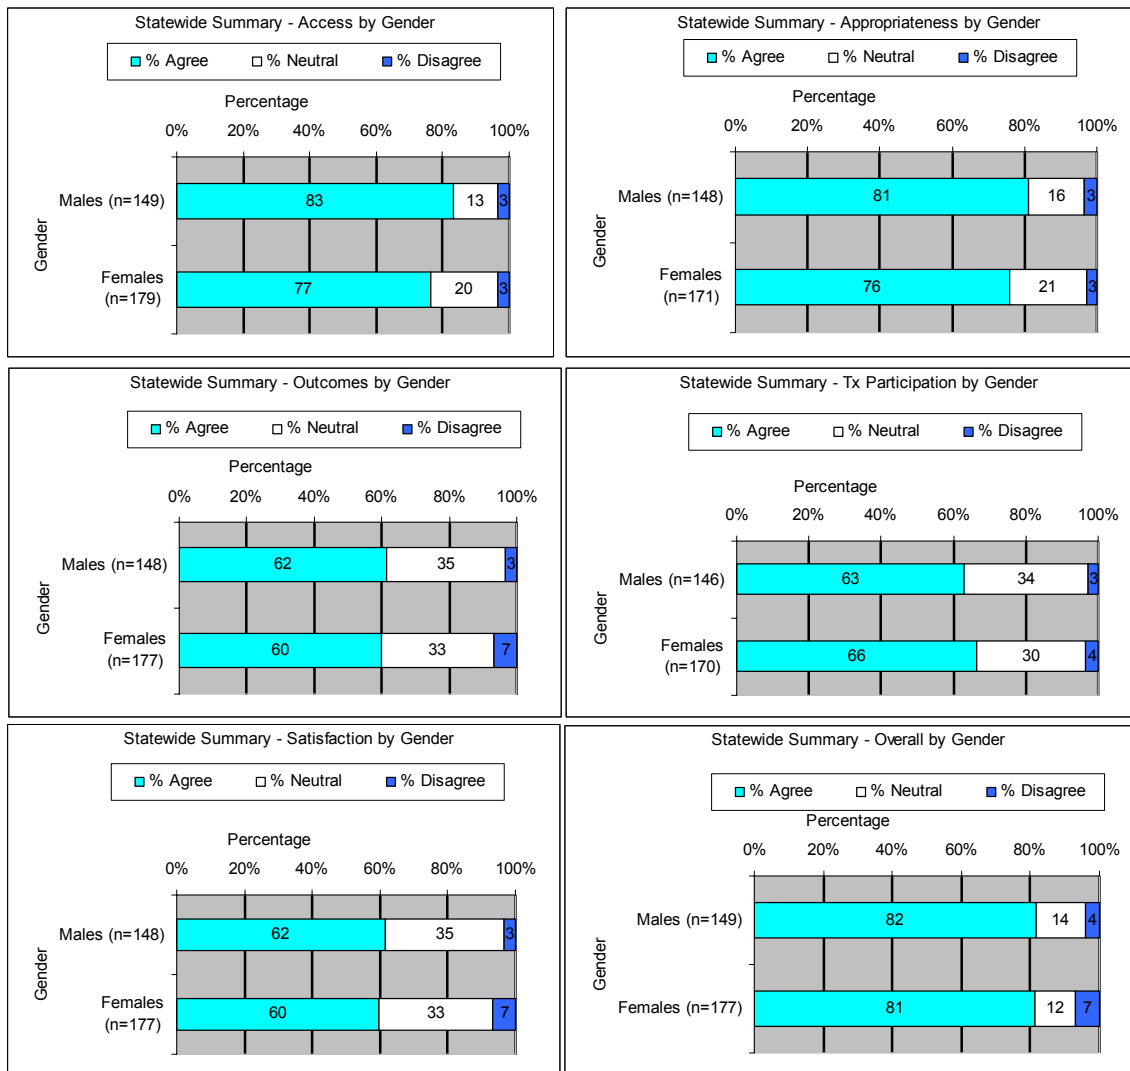 Statewide Summary - Access by Gender
% Agree % Neutral % Disagree
Percentage
0% 20% 40% 60% 80% 100%
Gender
Males (n=149)
83 13 3
Females
(n=179)
77 20 3
Statewide Summary - Appropriateness by Gender
% Agree % Neutral % Disagree
Percentage
0% 20% 40% 60% 80% 100%
Gender
Males (n=148)
81 16 3
Females
(n=171)
76 21 3
Statewide Summary - Outcomes by Gender
% Agree % Neutral % Disagree
Percentage
0% 20% 40% 60% 80% 100%
Gender
Males (n=148)
62 35 3
Females
(n=177)
60 33 7
Statewide Summary - Tx Participation by Gender
% Agree % Neutral % Disagree
Percentage
0% 20% 40% 60% 80% 100%
Gender
Males (n=146)
63 34 3
Females
(n=170)
66 30 4
Statewide Summary - Satisfaction by Gender
% Agree % Neutral % Disagree
Percentage
0% 20% 40% 60% 80% 100%
Gender
Males (n=148)
62 35 3
Females
(n=177)
60 33 7
Statewide Summary - Overall by Gender
% Agree % Neutral % Disagree
Percentage
0% 20% 40% 60% 80% 100%
Gender
Males (n=149)
82 14 4
Females (n=177)
81 12 7